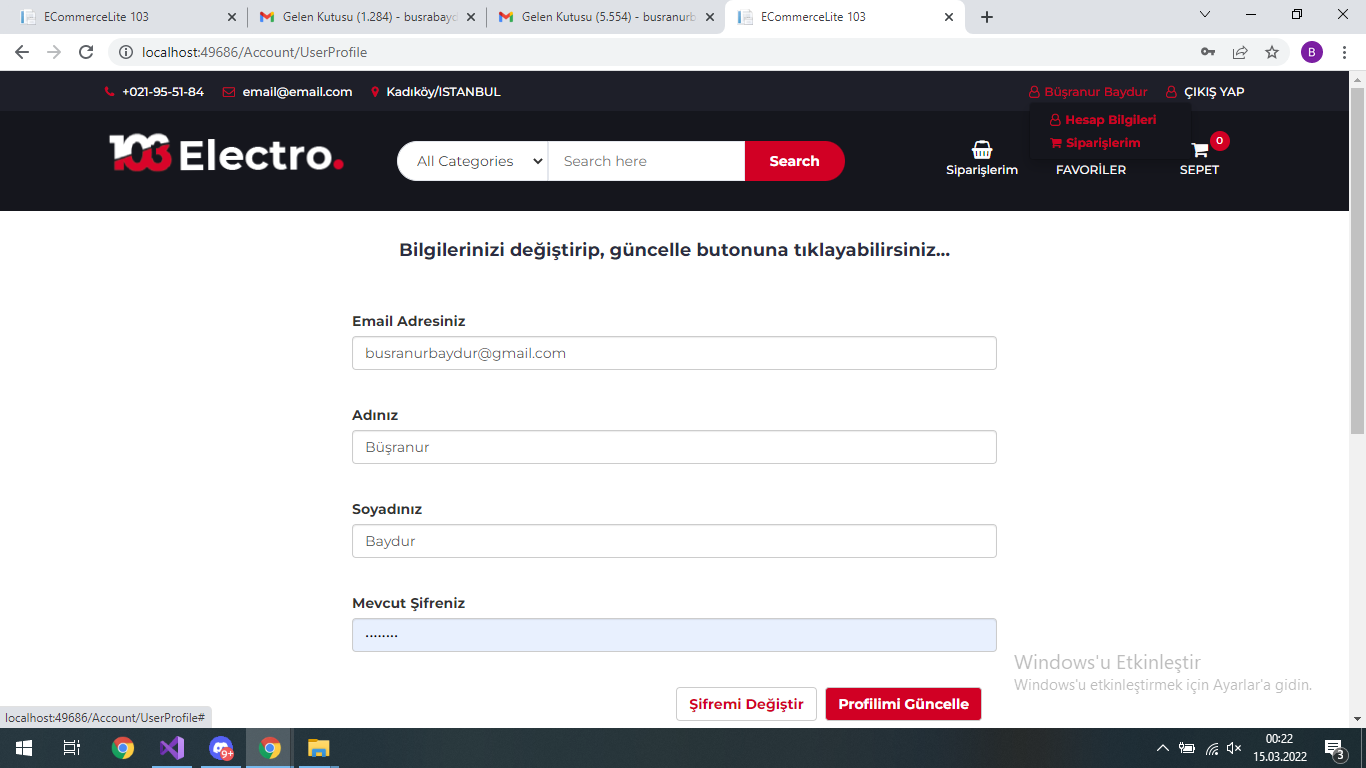 ECommerceLite 103
Gelen Kutusu (1.284) - busrabayd
Gelen Kutusu (5.554) - busranurb
ECommerceLite 103
localhost:49686/Account/UserProfile
B
+021-95-51-84
email@email.com
Kadıköy/ISTANBUL
Büşranur Baydur
ÇIKIŞ YAP
Hesap Bilgileri
Siparişlerim
103 Electro.
All Categories
Search here
Search
Siparişlerim
FAVORİLER
0
SEPET
Bilgilerinizi değiştirip, güncelle butonuna tıklayabilirsiniz...
Email Adresiniz
busranurbaydur@gmail.com
Adınız
Büşranur
Soyadınız
Baydur
Mevcut Şifreniz
········
Şifremi Değiştir
Profilimi Güncelle
Windows'u Etkinleştir
Windows'u etkinleştirmek için Ayarlar'a gidin.
localhost:49686/Account/UserProfile#
9+
00:22
15.03.2022
3